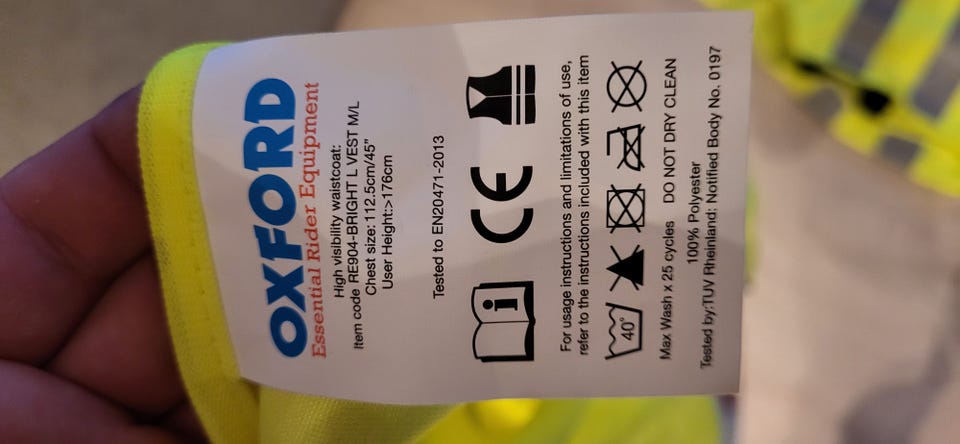 OXFORD
Essential Rider Equipment
High visibility waistcoat:
Item code RE904-BRIGHT L VEST M/L
Chest size: 112.5cm/45"
User Height:>176cm
Tested to EN20471-2013
i CE
For usage instructions and limitations of use,
refer to the instructions included with this item
40°
Max Wash x 25 cycles DO NOT DRY CLEAN
100% Polyester
Tested by:TUV Rheinland: Notified Body No. 0197